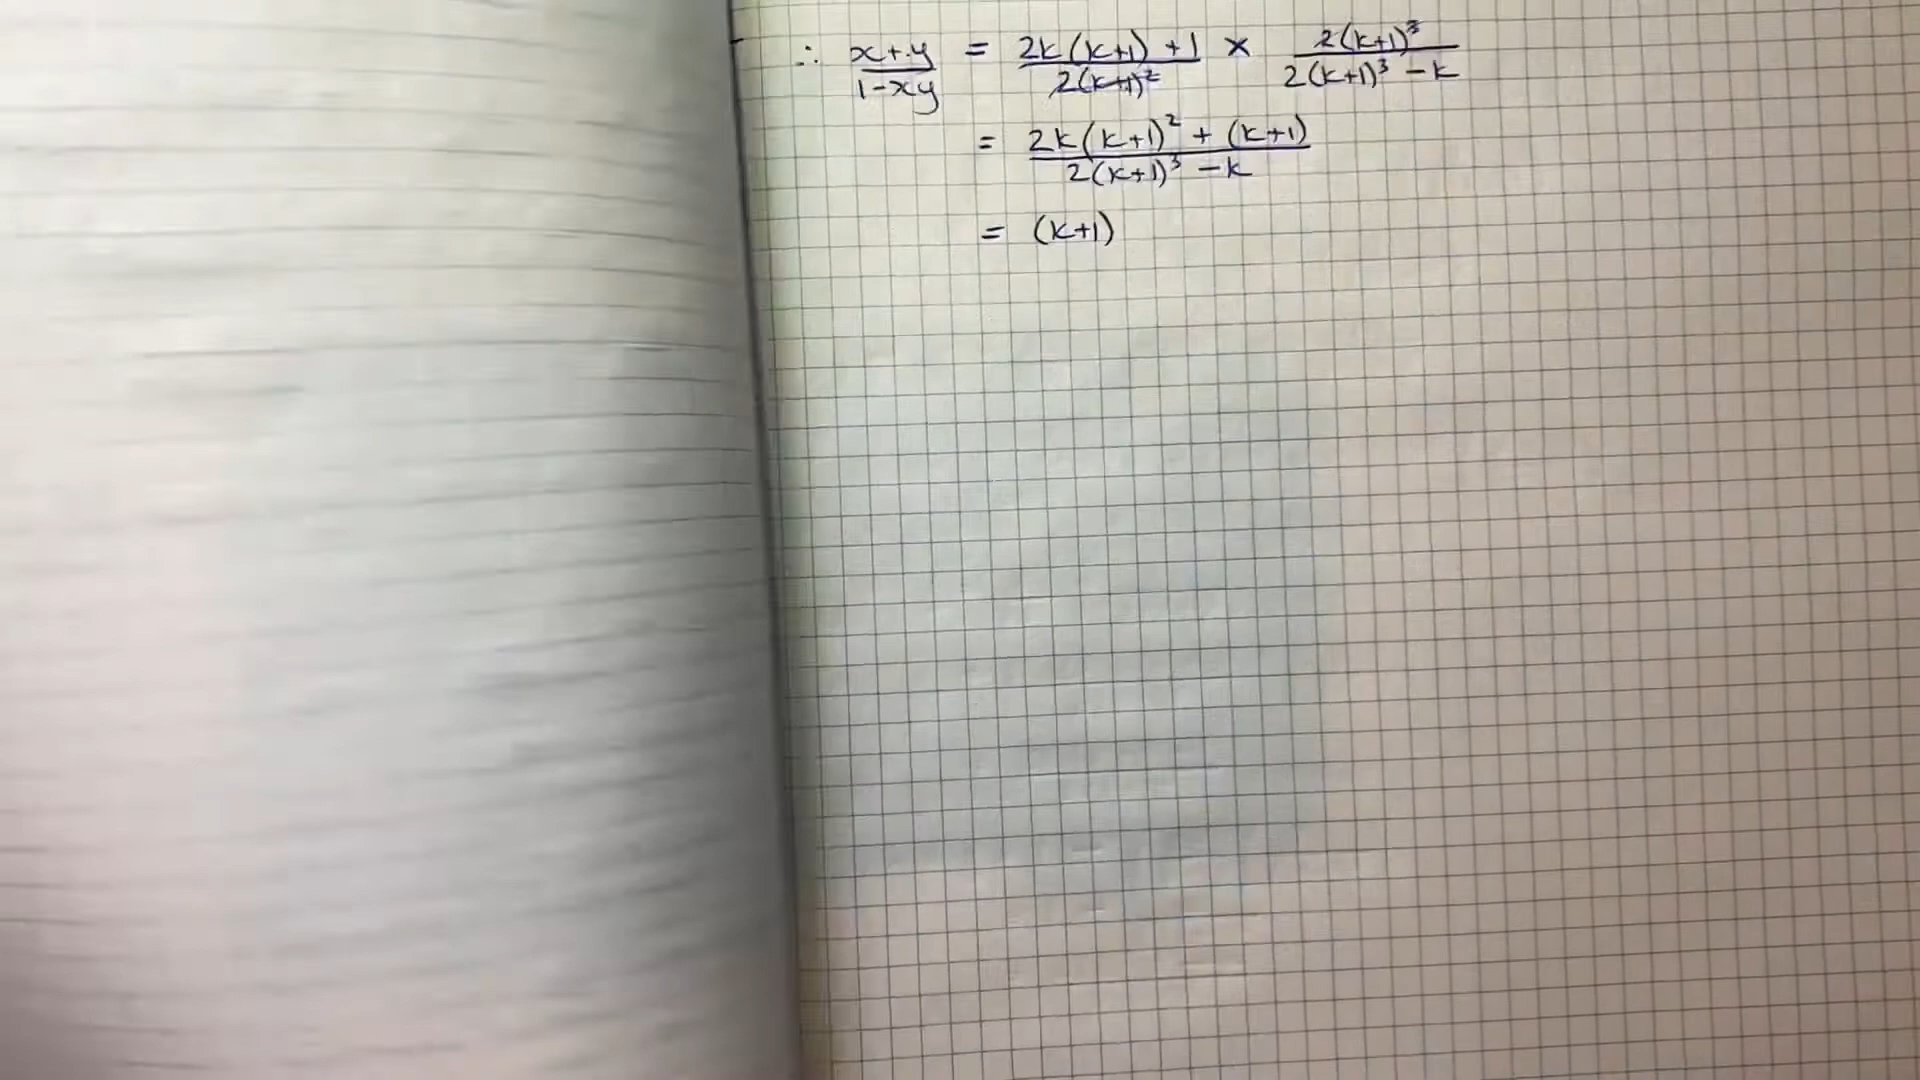 ∴ x+y/1-xy = 2k(k+1)+1/2(k+1)² × 2(k+1)³/2(k+1)³-k
= 2k(k+1)²+(k+1)/2(k+1)³-k
= (k+1)